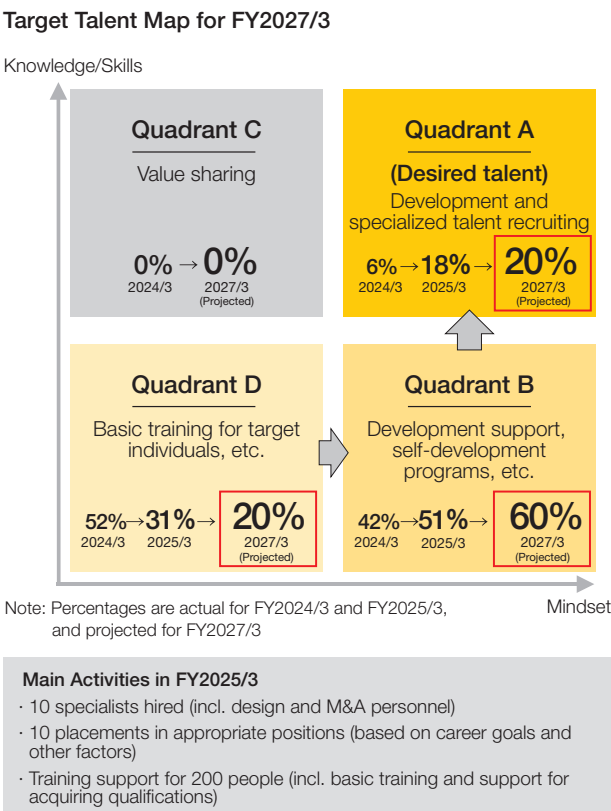 Target Talent Map for FY2027/3
Knowledge/Skills
Quadrant C
Value sharing
0% → 0%
2024/3 2027/3
(Projected)
Quadrant A
(Desired talent)
Development and
specialized talent recruiting
6% → 18% → 20%
2024/3 2025/3 2027/3
(Projected)
Quadrant D
Basic training for target
individuals, etc.
52% → 31% → 20%
2024/3 2025/3 2027/3
(Projected)
Quadrant B
Development support,
self-development
programs, etc.
42% → 51% → 60%
2024/3 2025/3 2027/3
(Projected)
Mindset
Note: Percentages are actual for FY2024/3 and FY2025/3,
and projected for FY2027/3
Main Activities in FY2025/3
· 10 specialists hired (incl. design and M&A personnel)
· 10 placements in appropriate positions (based on career goals and
other factors)
· Training support for 200 people (incl. basic training and support for
acquiring qualifications)